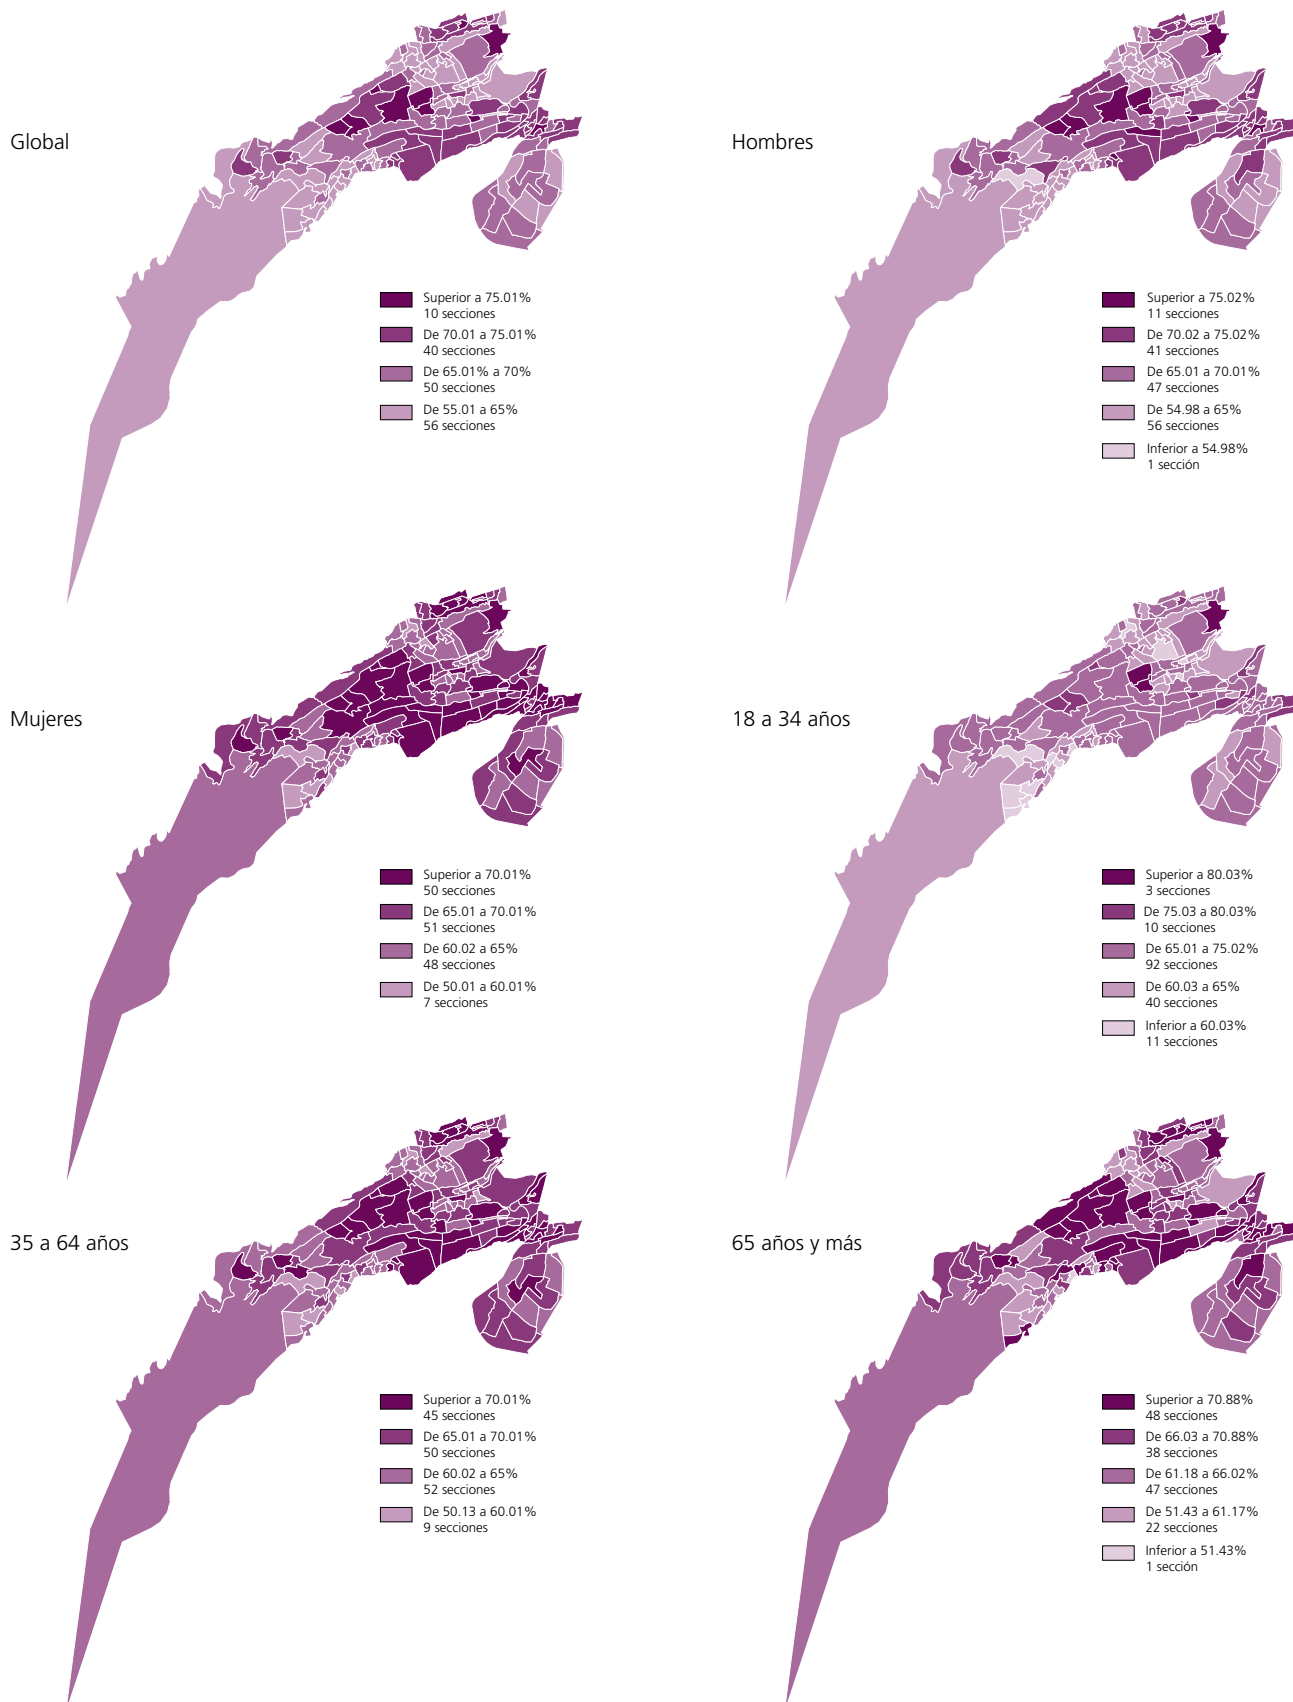 Global
Superior a 75.01%
10 secciones
De 70.01 a 75.01%
40 secciones
De 65.01% a 70%
50 secciones
De 55.01 a 65%
56 secciones
Hombres
Superior a 75.02%
11 secciones
De 70.02 a 75.02%
41 secciones
De 65.01 a 70.01%
47 secciones
De 54.98 a 65%
56 secciones
Inferior a 54.98%
1 sección
Mujeres
Superior a 70.01%
50 secciones
De 65.01 a 70.01%
51 secciones
De 60.02 a 65%
48 secciones
De 50.01 a 60.01%
7 secciones
18 a 34 años
Superior a 80.03%
3 secciones
De 75.03 a 80.03%
10 secciones
De 65.01 a 75.02%
92 secciones
De 60.03 a 65%
40 secciones
Inferior a 60.03%
11 secciones
35 a 64 años
Superior a 70.01%
45 secciones
De 65.01 a 70.01%
50 secciones
De 60.02 a 65%
52 secciones
De 50.13 a 60.01%
9 secciones
65 años y más
Superior a 70.88%
48 secciones
De 66.03 a 70.88%
38 secciones
De 61.18 a 66.02%
47 secciones
De 51.43 a 61.17%
22 secciones
Inferior a 51.43%
1 sección